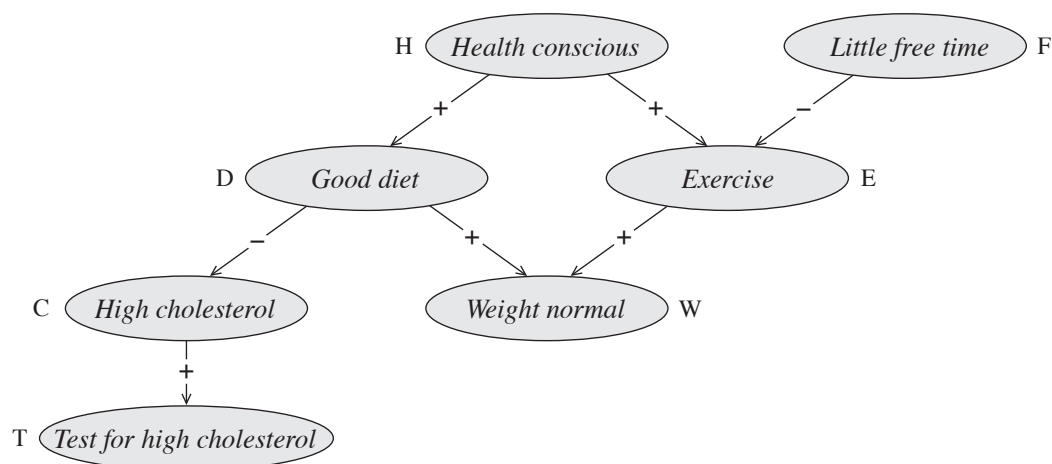 H Health conscious Little free time F
+ + −
D Good diet Exercise E
− + +
C High cholesterol Weight normal W
+
T Test for high cholesterol